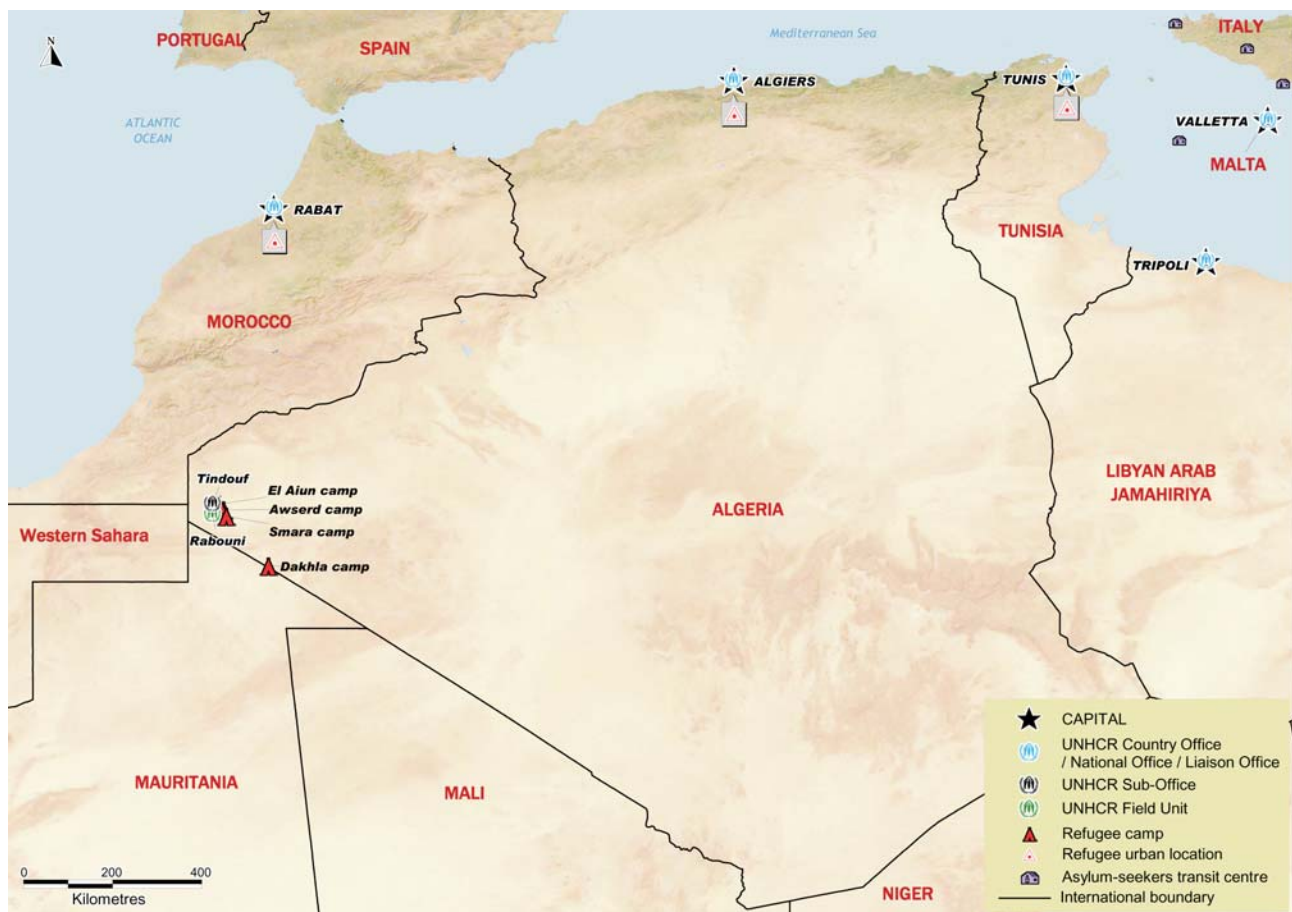 N
PORTUGAL
SPAIN
Mediterranean Sea
ITALY
ALGIERS
TUNIS
ATLANTIC
OCEAN
VALLETTA
MALTA
RABAT
TUNISIA
TRIPOLI
MOROCCO
LIBYAN ARAB
JAMAHIRIYA
Tindouf
El Aiun camp
Awserd camp
ALGERIA
Smara camp
Western Sahara
Rabouni
Dakhla camp
MAURITANIA
MALI
NIGER
0 200 400
Kilometres
CAPITAL
UNHCR Country Office
/ National Office / Liaison Office
UNHCR Sub-Office
UNHCR Field Unit
Refugee camp
Refugee urban location
Asylum-seekers transit centre
International boundary